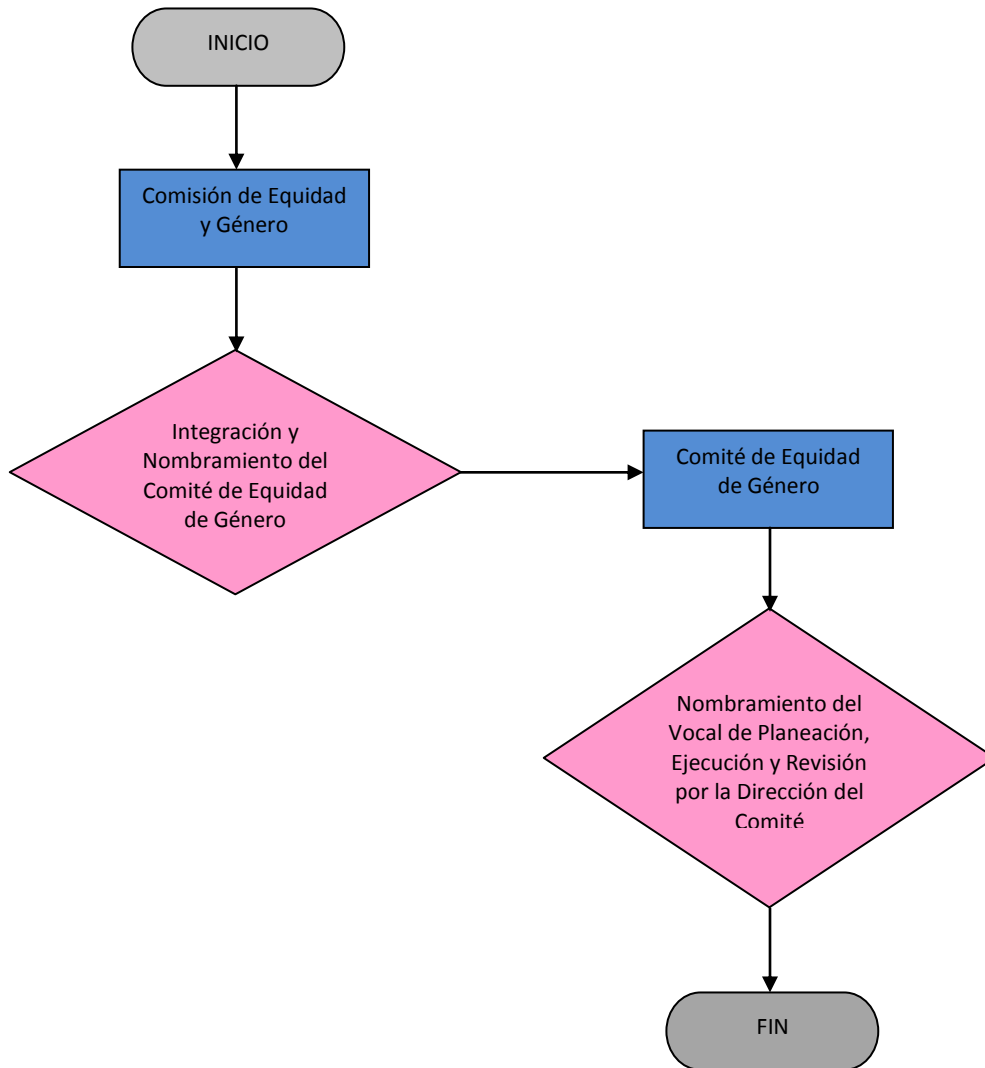 INICIO
Comisión de Equidad
y Género
Integración y
Nombramiento del
Comité de Equidad
de Género
Comité de Equidad
de Género
Nombramiento del
Vocal de Planeación,
Ejecución y Revisión
por la Dirección del
Comité
FIN